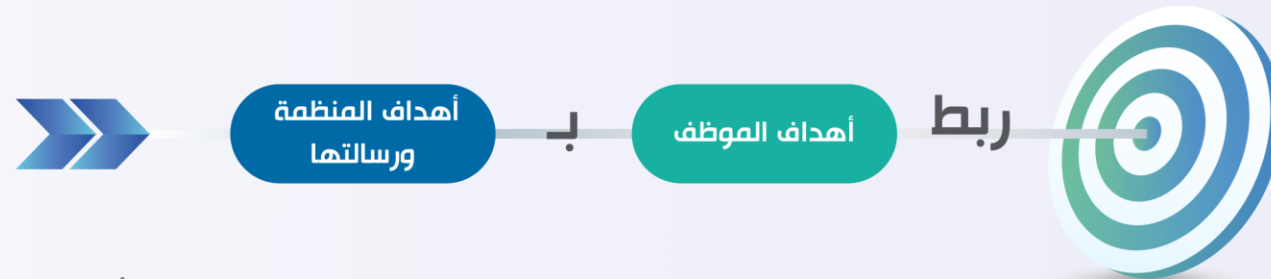 ربط
أهداف الموظف
بـ
أهداف المنظمة
ورسالتها